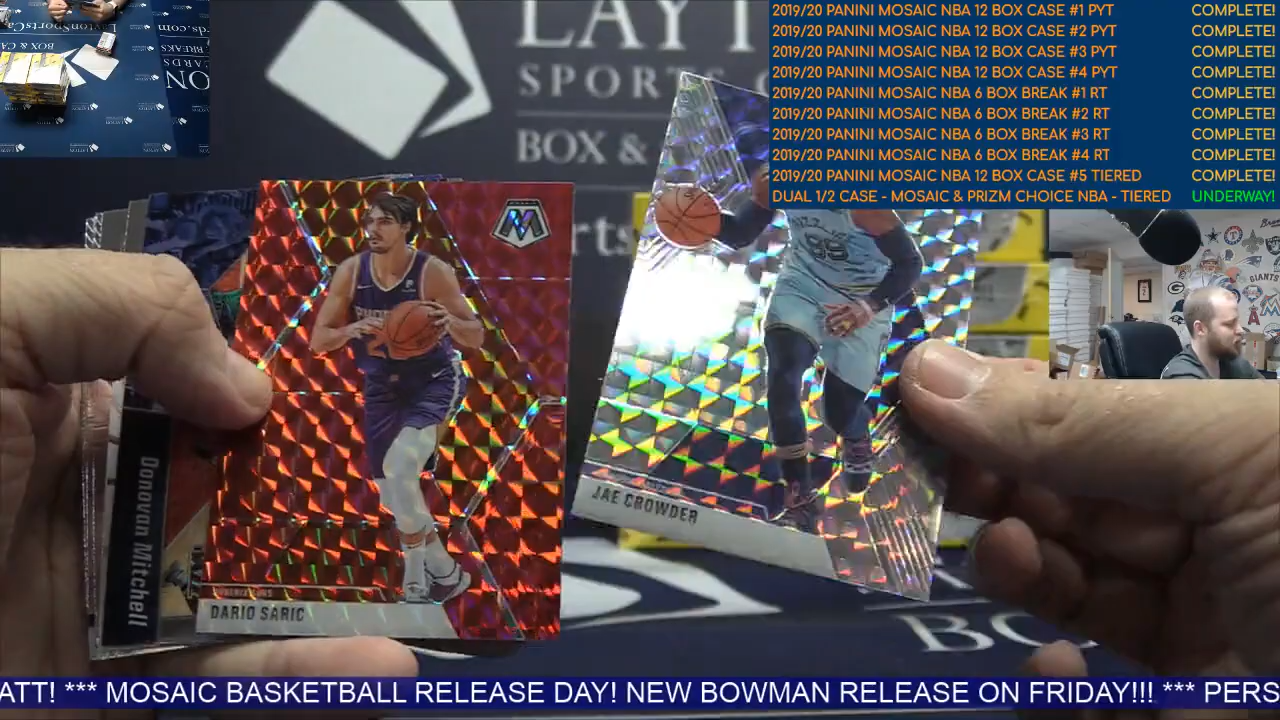 2019/20 PANINI MOSAIC NBA 12 BOX CASE #1 PYT COMPLETE!
2019/20 PANINI MOSAIC NBA 12 BOX CASE #2 PYT COMPLETE!
2019/20 PANINI MOSAIC NBA 12 BOX CASE #3 PYT COMPLETE!
2019/20 PANINI MOSAIC NBA 12 BOX CASE #4 PYT COMPLETE!
2019/20 PANINI MOSAIC NBA 6 BOX BREAK #1 RT COMPLETE!
2019/20 PANINI MOSAIC NBA 6 BOX BREAK #2 RT COMPLETE!
2019/20 PANINI MOSAIC NBA 6 BOX BREAK #3 RT COMPLETE!
2019/20 PANINI MOSAIC NBA 6 BOX BREAK #4 RT COMPLETE!
2019/20 PANINI MOSAIC NBA 12 BOX CASE #5 TIERED COMPLETE!
DUAL 1/2 CASE - MOSAIC & PRIZM CHOICE NBA - TIERED UNDERWAY!
LAYT
SPORTS C
BOX &
rts
GIANTS
99
JAE CROWDER
Donovan Mitchell
DARIO SARIC
BO
ATT! *** MOSAIC BASKETBALL RELEASE DAY! NEW BOWMAN RELEASE ON FRIDAY!!! *** PERS